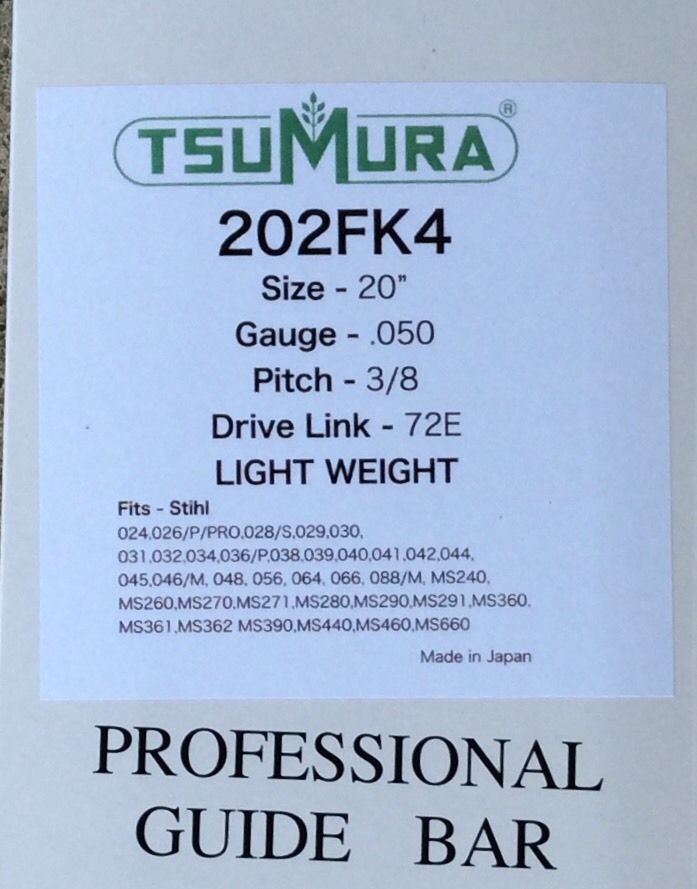 TSUMURA®
202FK4
Size - 20"
Gauge - .050
Pitch - 3/8
Drive Link - 72E
LIGHT WEIGHT
Fits - Stihl
024,026/P/PRO,028/S,029,030,
031,032,034,036/P,038,039,040,041,042,044,
045,046/M, 048, 056, 064, 066, 088/M, MS240,
MS260,MS270,MS271,MS280,MS290,MS291,MS360,
MS361,MS362 MS390,MS440,MS460,MS660
Made in Japan
PROFESSIONAL
GUIDE BAR